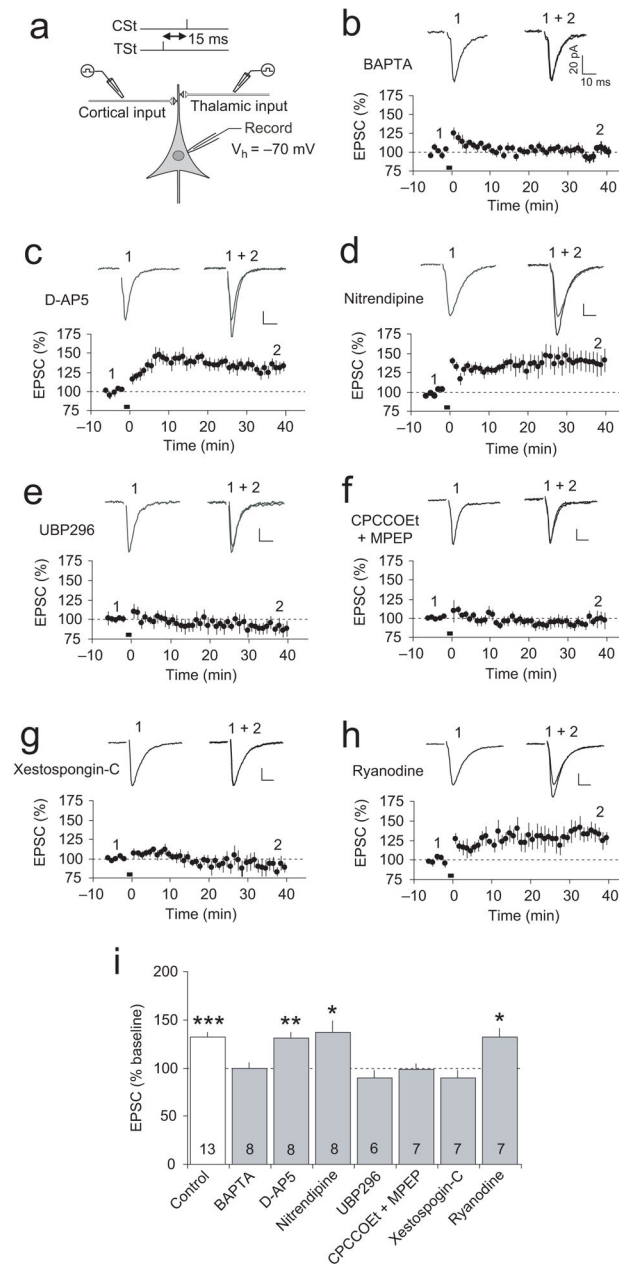 a
CSt
TSt
15 ms
Cortical input
Thalamic input
Record
Vh = –70 mV
b
BAPTA
1
1 + 2
20 pA
10 ms
EPSC (%)
175
150
125
100
75
1
2
–10 0 10 20 30 40
Time (min)
c
D-AP5
1
1 + 2
EPSC (%)
175
150
125
100
75
1
2
–10 0 10 20 30 40
Time (min)
d
Nitrendipine
1
1 + 2
EPSC (%)
175
150
125
100
75
1
2
–10 0 10 20 30 40
Time (min)
e
UBP296
1
1 + 2
EPSC (%)
175
150
125
100
75
1
2
–10 0 10 20 30 40
Time (min)
f
CPCCOEt
+ MPEP
1
1 + 2
EPSC (%)
175
150
125
100
75
1
2
–10 0 10 20 30 40
Time (min)
g
Xestospongin-C
1
1 + 2
EPSC (%)
175
150
125
100
75
1
2
–10 0 10 20 30 40
Time (min)
h
Ryanodine
1
1 + 2
EPSC (%)
175
150
125
100
75
1
2
–10 0 10 20 30 40
Time (min)
i
EPSC (% baseline)
200
150
100
50
0
*** ** * *
13 8 8 8 6 7 7 7
Control
BAPTA
D-AP5
Nitrendipine
UBP296
CPCCOEt + MPEP
Xestospogin-C
Ryanodine